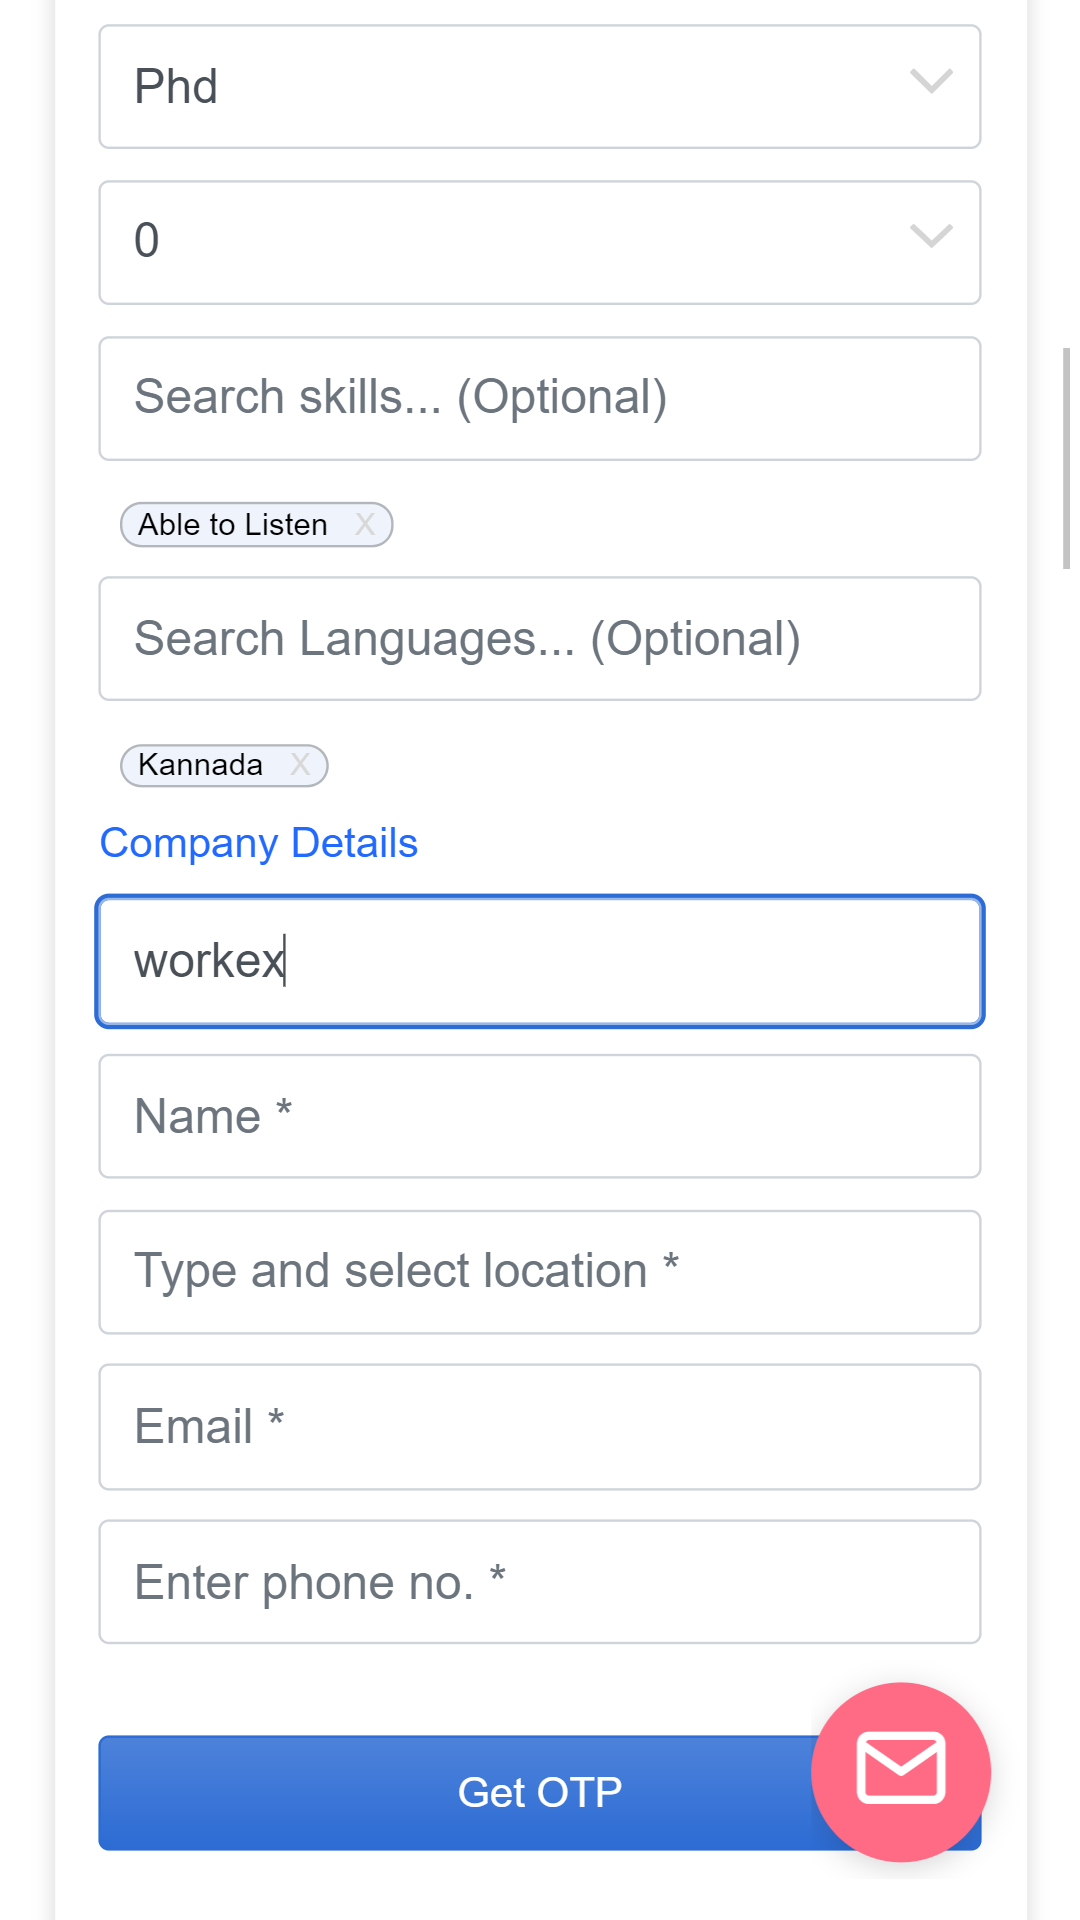 Phd
0
Search skills... (Optional)
Able to Listen X
Search Languages... (Optional)
Kannada X
Company Details
workex
Name *
Type and select location *
Email *
Enter phone no. *
Get OTP